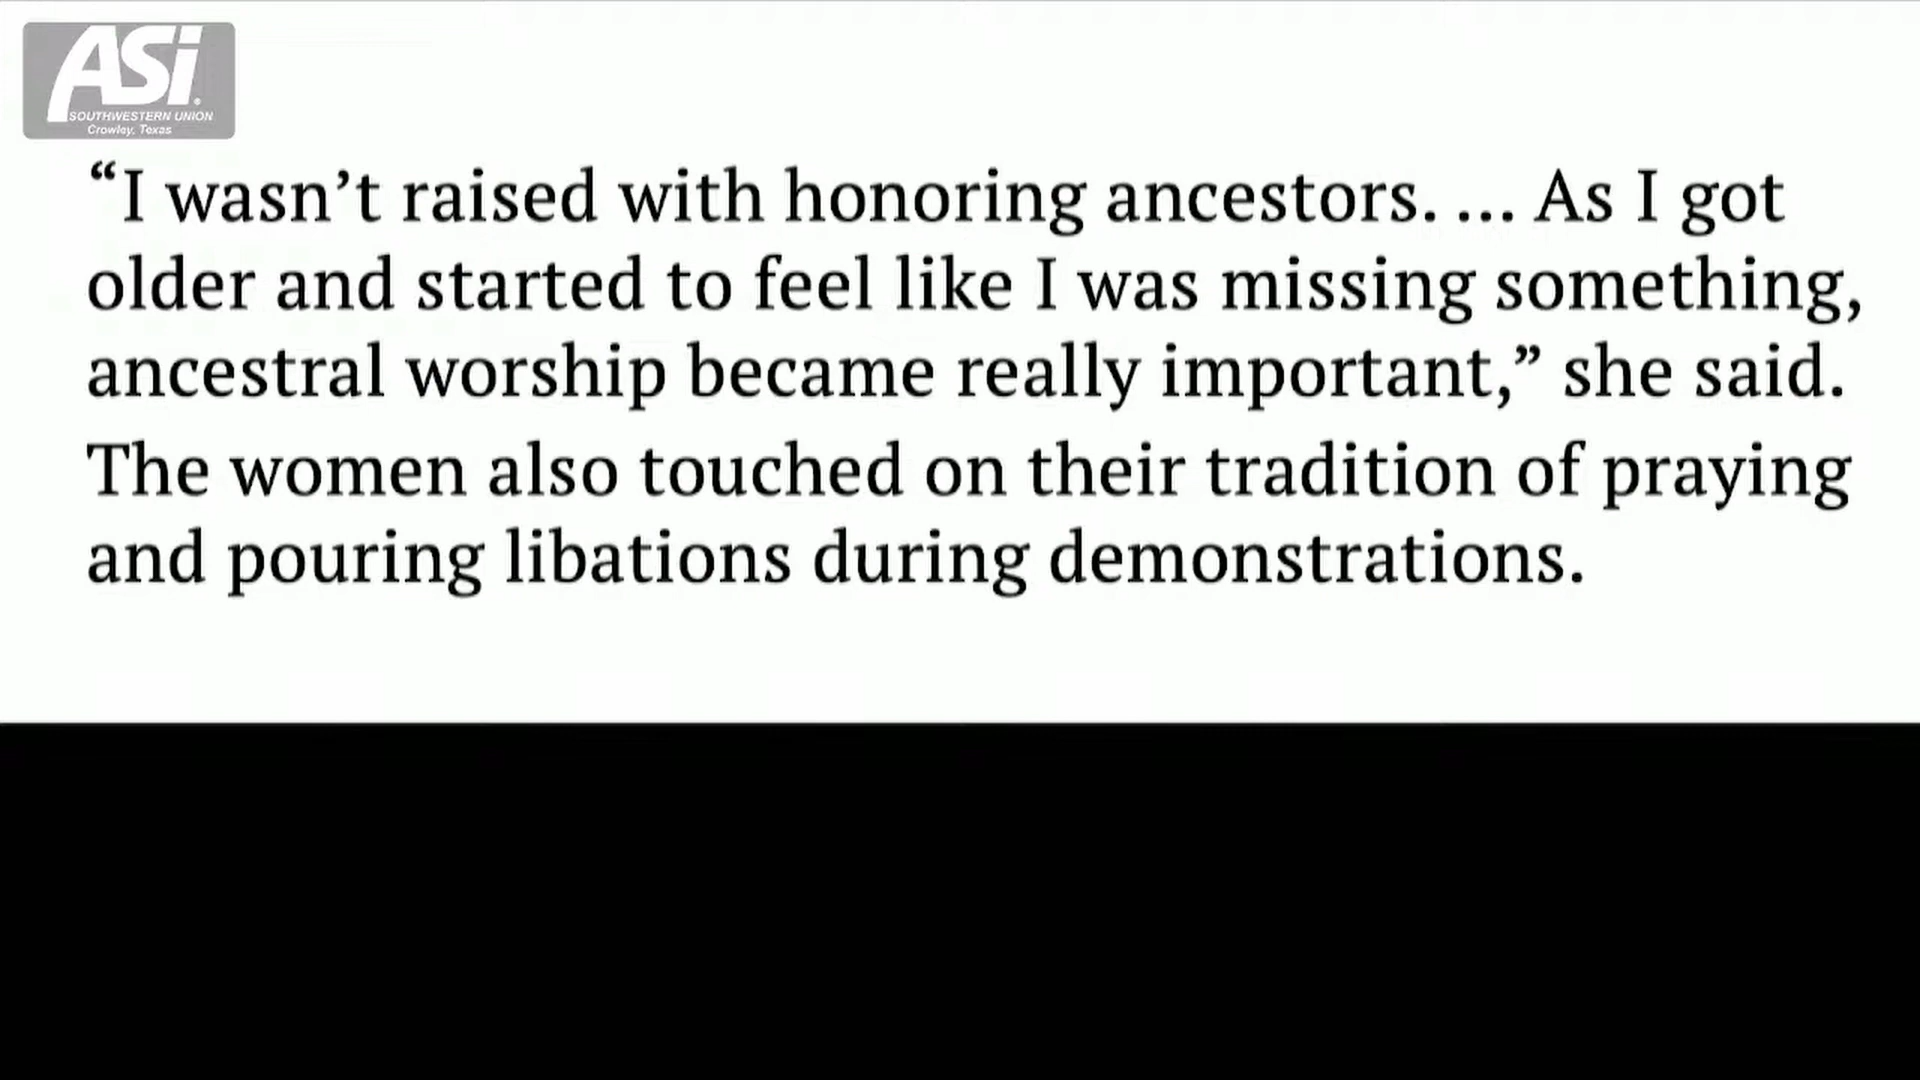 ASi
SOUTHWESTERN UNION
Crowley, Texas
“I wasn’t raised with honoring ancestors. ... As I got
older and started to feel like I was missing something,
ancestral worship became really important,” she said.
The women also touched on their tradition of praying
and pouring libations during demonstrations.